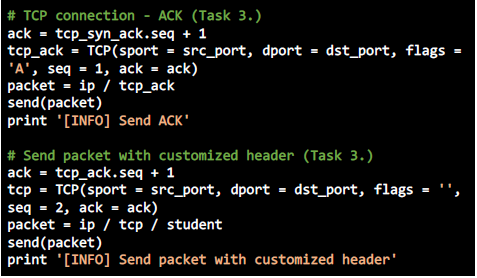 # TCP connection - ACK (Task 3.)
ack = tcp_syn_ack.seq + 1
tcp_ack = TCP(sport = src_port, dport = dst_port, flags =
'A', seq = 1, ack = ack)
packet = ip / tcp_ack
send(packet)
print '[INFO] Send ACK'

# Send packet with customized header (Task 3.)
ack = tcp_ack.seq + 1
tcp = TCP(sport = src_port, dport = dst_port, flags = '',
seq = 2, ack = ack)
packet = ip / tcp / student
send(packet)
print '[INFO] Send packet with customized header'